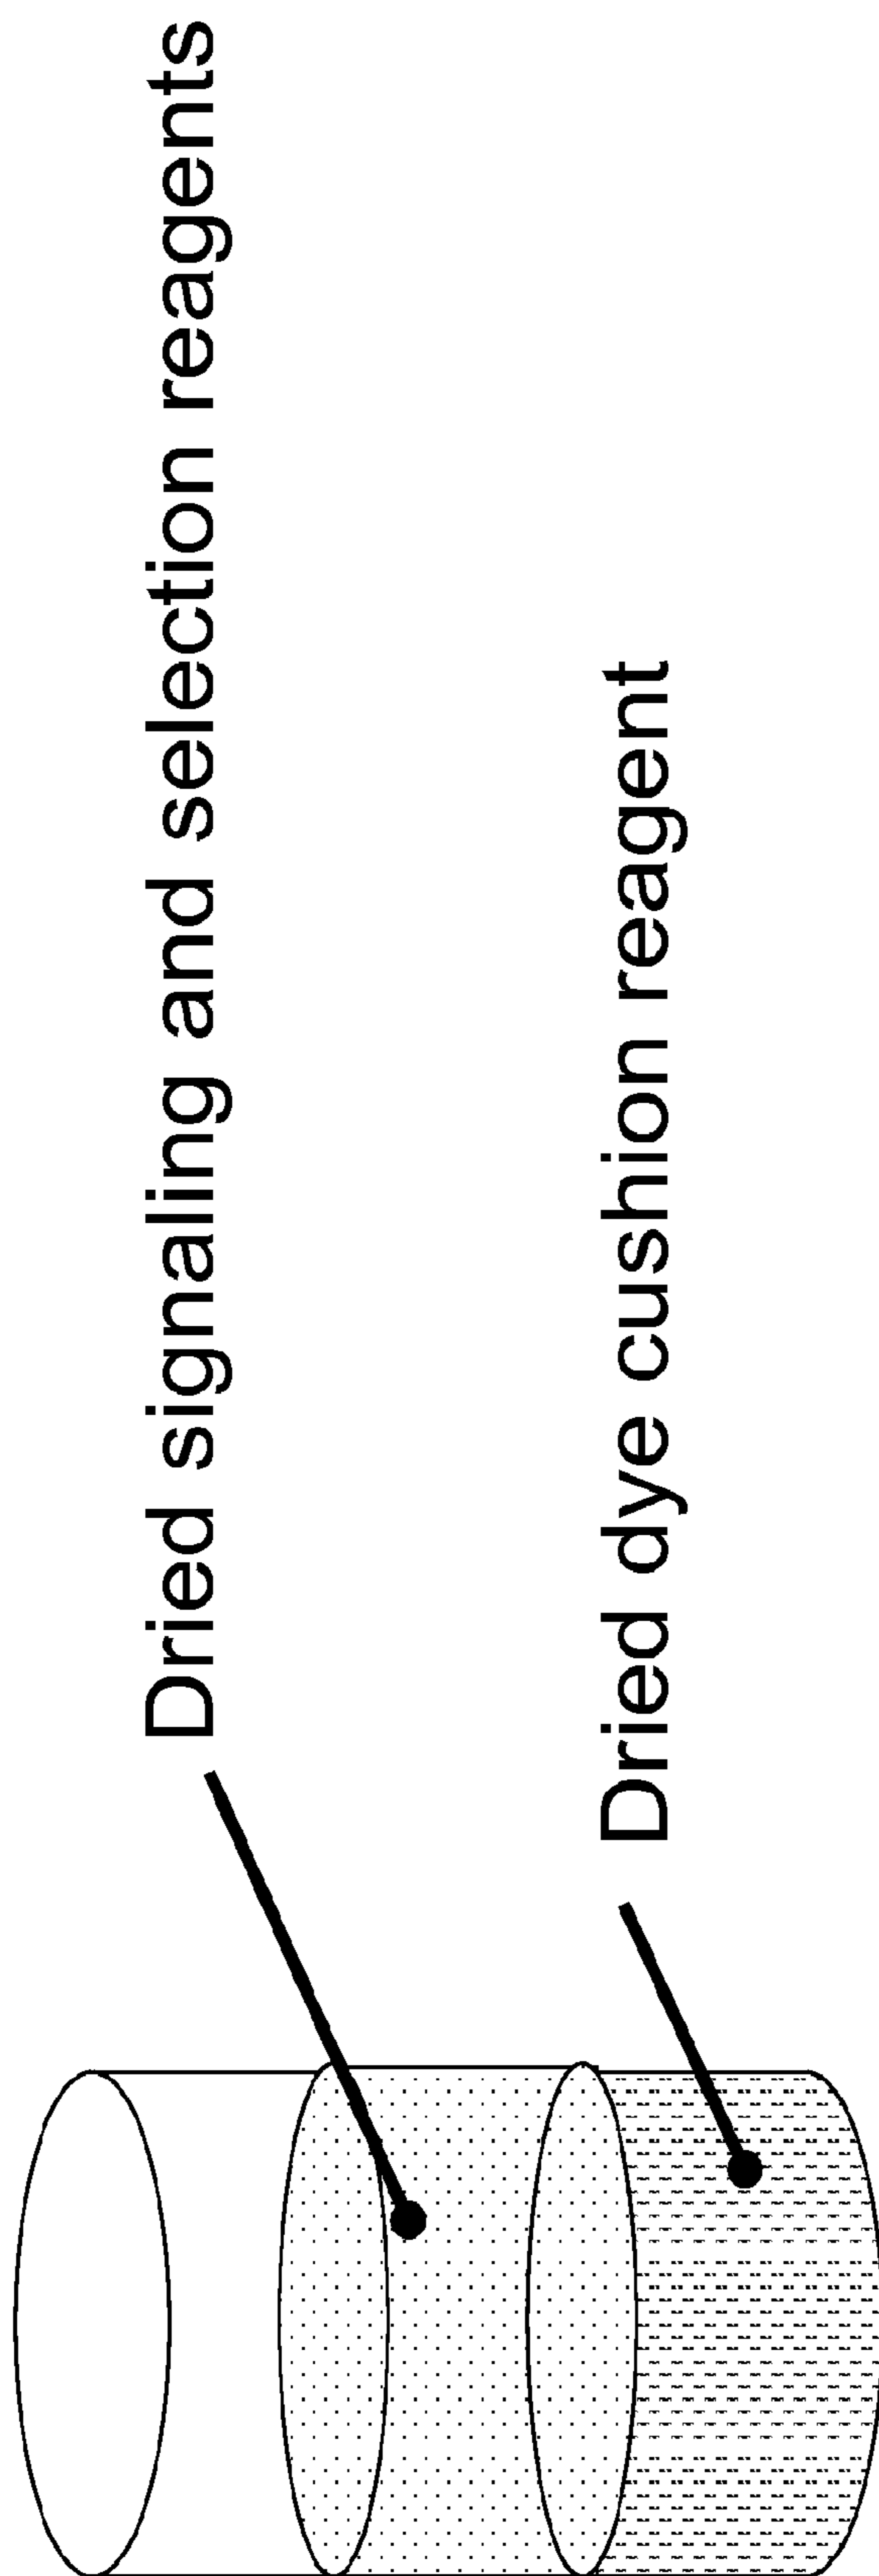 Dried signaling and selection reagents
Dried dye cushion reagent